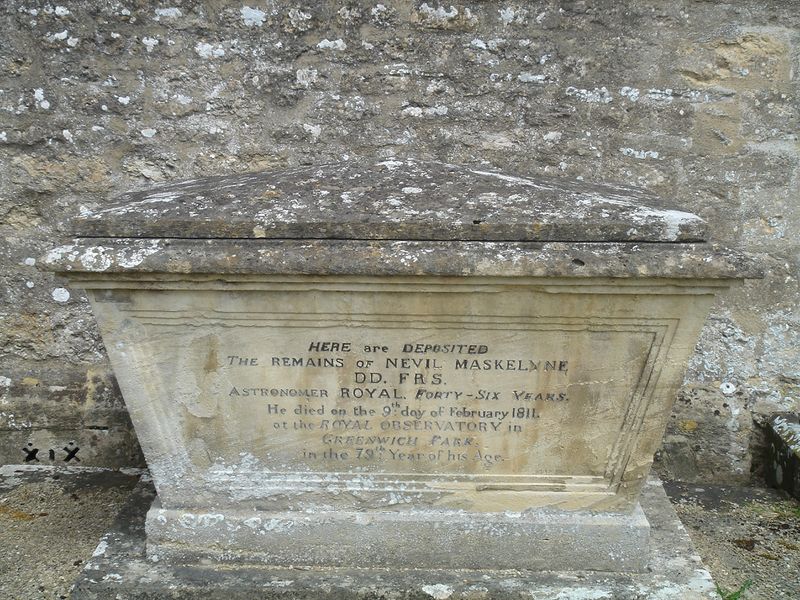 HERE are DEPOSITED
THE REMAINS OF NEVIL MASKELYNE
DD. FRS.
ASTRONOMER ROYAL. FORTY-SIX YEARS.
He died on the 9th day of February 1811.
at the ROYAL OBSERVATORY in
GREENWICH PARK.
in the 79th Year of his Age.
XIX